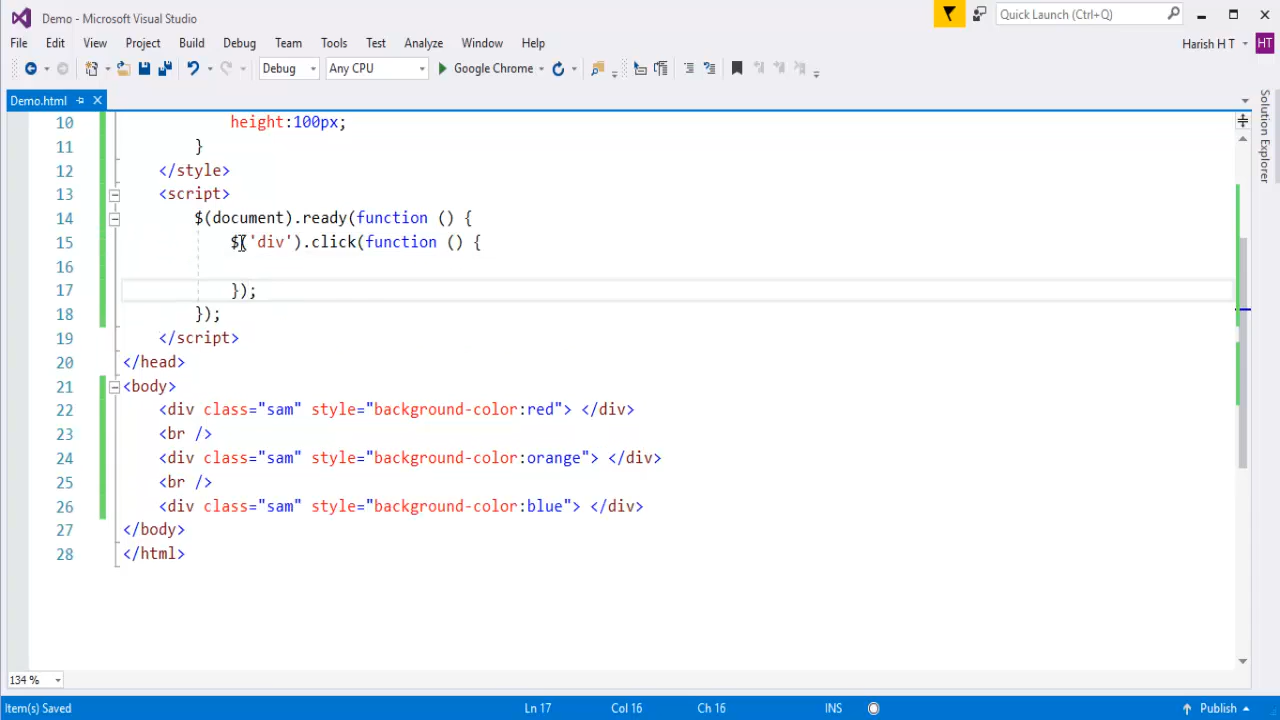 Demo - Microsoft Visual Studio
Quick Launch (Ctrl+Q)
File Edit View Project Build Debug Team Tools Test Analyze Window Help
Harish H T HT
Debug Any CPU Google Chrome
Demo.html
Solution Explorer
10 height:100px;
11 }
12 </style>
13 <script>
14 $(document).ready(function () {
15 $('div').click(function () {
16
17 });
18 });
19 </script>
20 </head>
21 <body>
22 <div class="sam" style="background-color:red"> </div>
23 <br />
24 <div class="sam" style="background-color:orange"> </div>
25 <br />
26 <div class="sam" style="background-color:blue"> </div>
27 </body>
28 </html>
134 %
Item(s) Saved Ln 17 Col 16 Ch 16 INS Publish